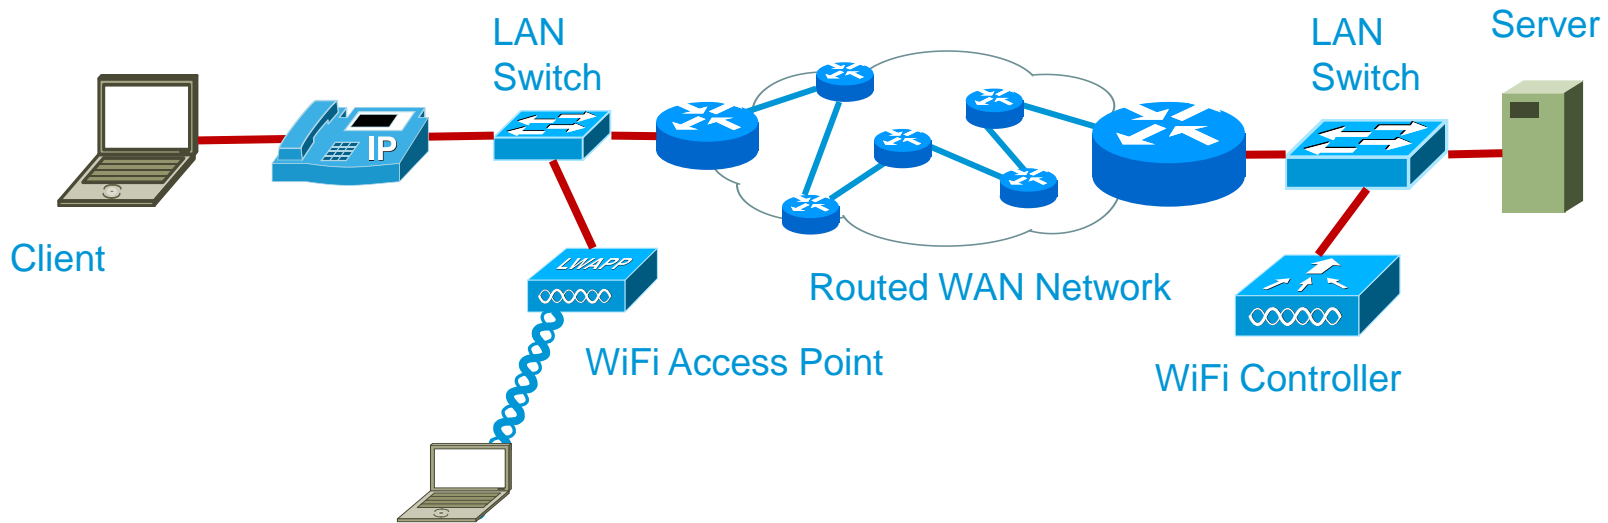 LAN
Switch
LAN
Switch
Server
IP
Client
LWAPP
Routed WAN Network
WiFi Access Point
WiFi Controller